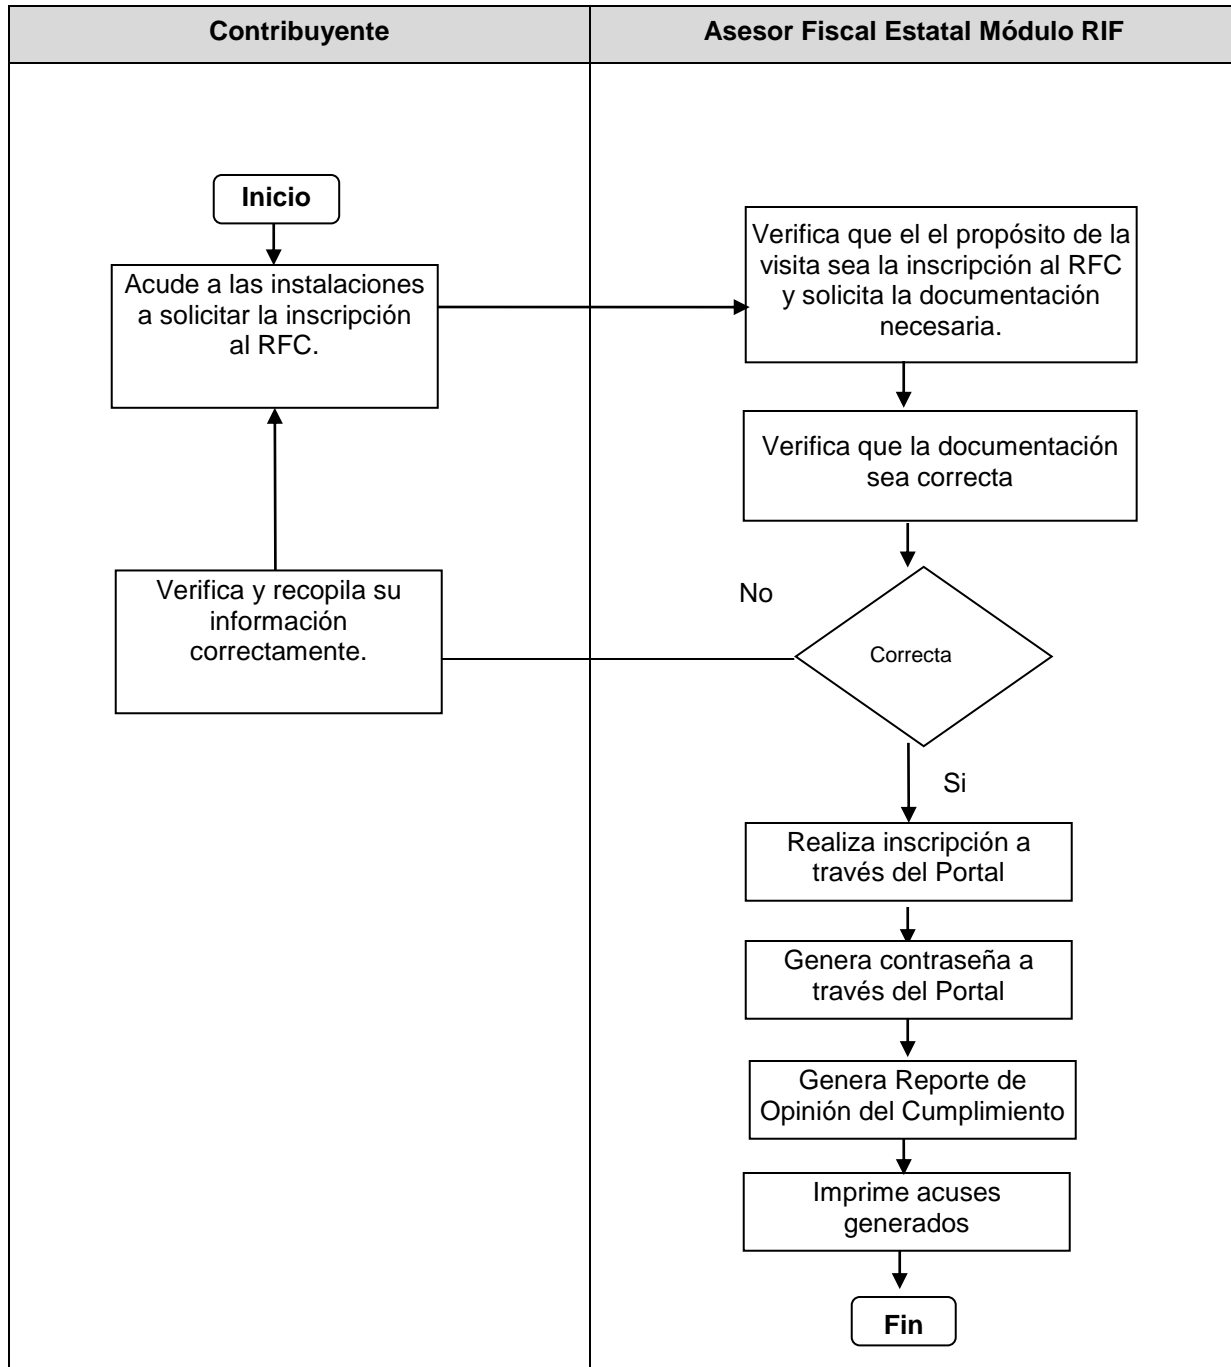 Contribuyente
Asesor Fiscal Estatal Módulo RIF
Inicio
Acude a las instalaciones
a solicitar la inscripción
al RFC.
Verifica que el el propósito de la
visita sea la inscripción al RFC
y solicita la documentación
necesaria.
Verifica que la documentación
sea correcta
No
Correcta
Verifica y recopila su
información
correctamente.
Si
Realiza inscripción a
través del Portal
Genera contraseña a
través del Portal
Genera Reporte de
Opinión del Cumplimiento
Imprime acuses
generados
Fin